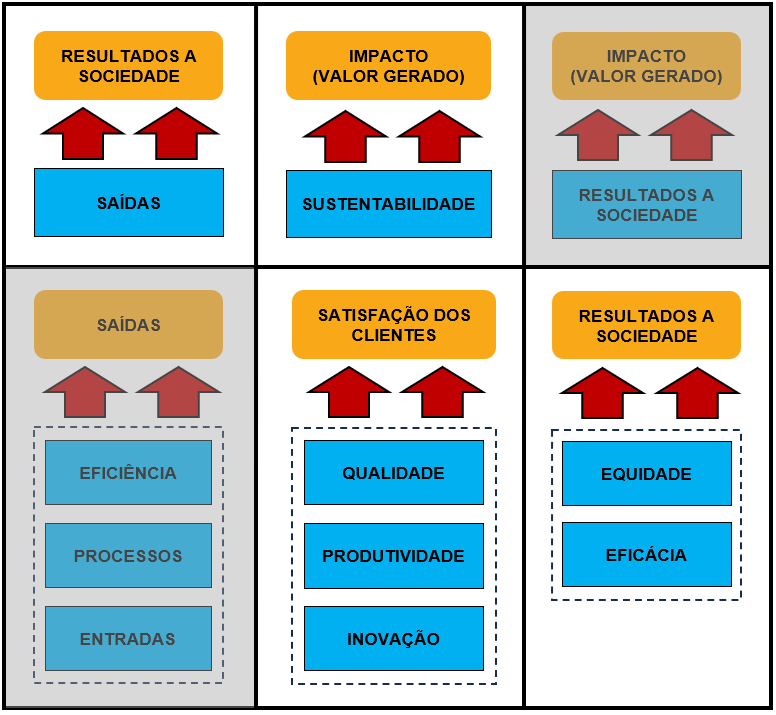 RESULTADOS A
SOCIEDADE
SAÍDAS
IMPACTO
(VALOR GERADO)
SUSTENTABILIDADE
IMPACTO
(VALOR GERADO)
RESULTADOS A
SOCIEDADE
SAÍDAS
EFICIÊNCIA
PROCESSOS
ENTRADAS
SATISFAÇÃO DOS
CLIENTES
QUALIDADE
PRODUTIVIDADE
INOVAÇÃO
RESULTADOS A
SOCIEDADE
EQUIDADE
EFICÁCIA